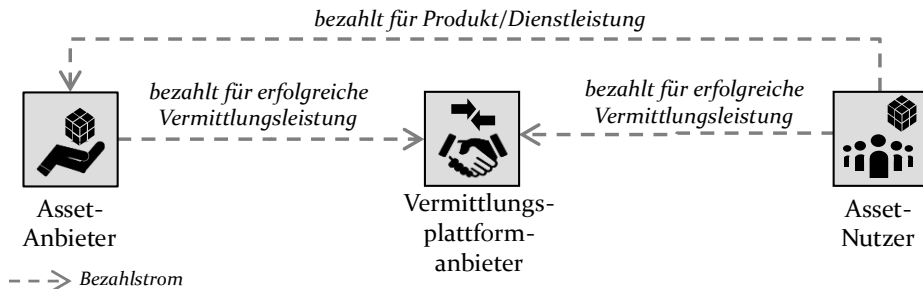 bezahlt für Produkt/Dienstleistung
bezahlt für erfolgreiche
Vermittlungsleistung
bezahlt für erfolgreiche
Vermittlungsleistung
Asset-
Anbieter
Vermittlungs-
plattform-
anbieter
Asset-
Nutzer
Bezahlstrom